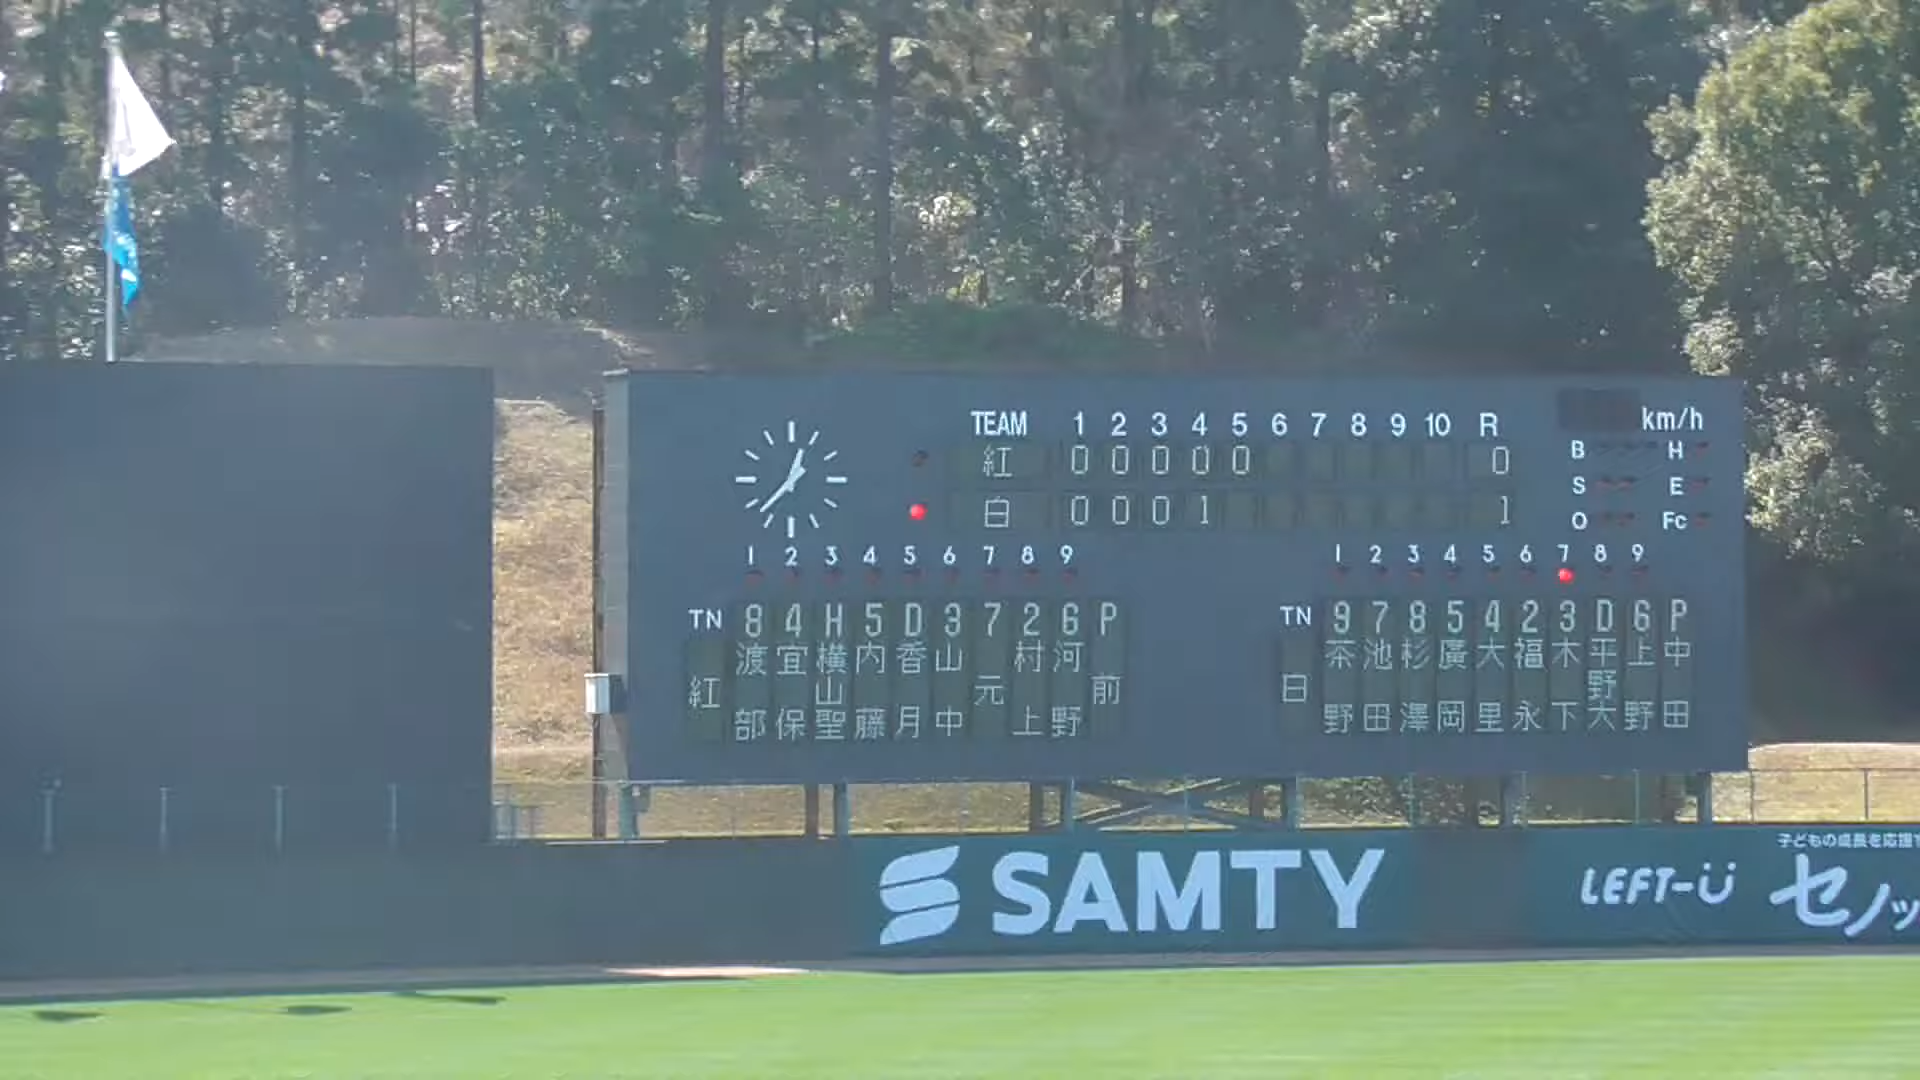 TEAM 1 2 3 4 5 6 7 8 9 10 R
紅 0 0 0 0 0 0
白 0 0 0 1 1
km/h
B H
S E
O Fc
1 2 3 4 5 6 7 8 9
TN 8 4 H 5 D 3 7 2 6 P
紅 渡部 宜保 横山聖 内藤 香月 山中 元 村上 河野 前
1 2 3 4 5 6 7 8 9
TN 9 7 8 5 4 2 3 D 6 P
白 茶野 池田 杉澤 廣岡 大里 福永 木下 平野大 上野 中田
SAMTY
LEFT-U
子どもの成長を応援
セノッ